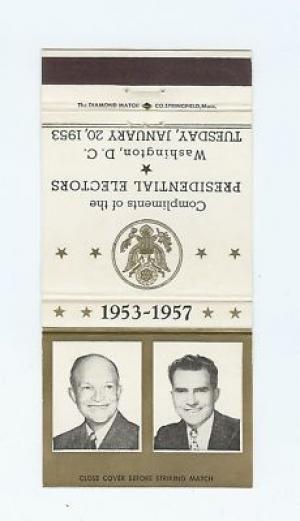 The DIAMOND MATCH CO. SPRINGFIELD, Mass.
Compliments of the
PRESIDENTIAL ELECTORS
Washington, D. C.
TUESDAY, JANUARY, 20, 1953
1953-1957
CLOSE COVER BEFORE STRIKING MATCH